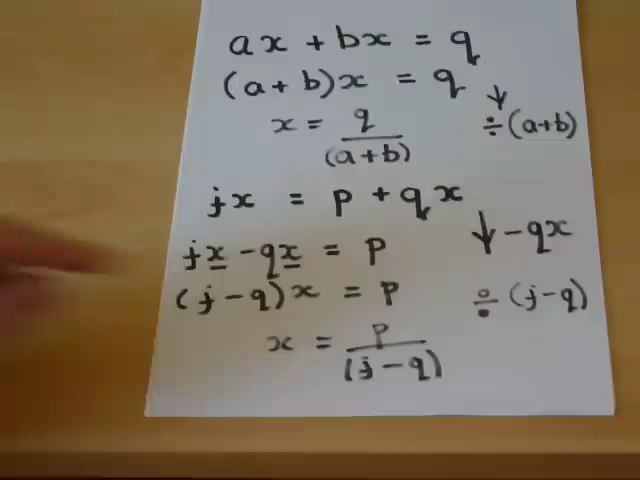 ax + bx = q
(a + b)x = q ↓
x = q/(a+b) ÷ (a+b)
jx = p + qx
jx - qx = p ↓ - qx
(j - q)x = p ÷ (j - q)
x = p/(j - q)